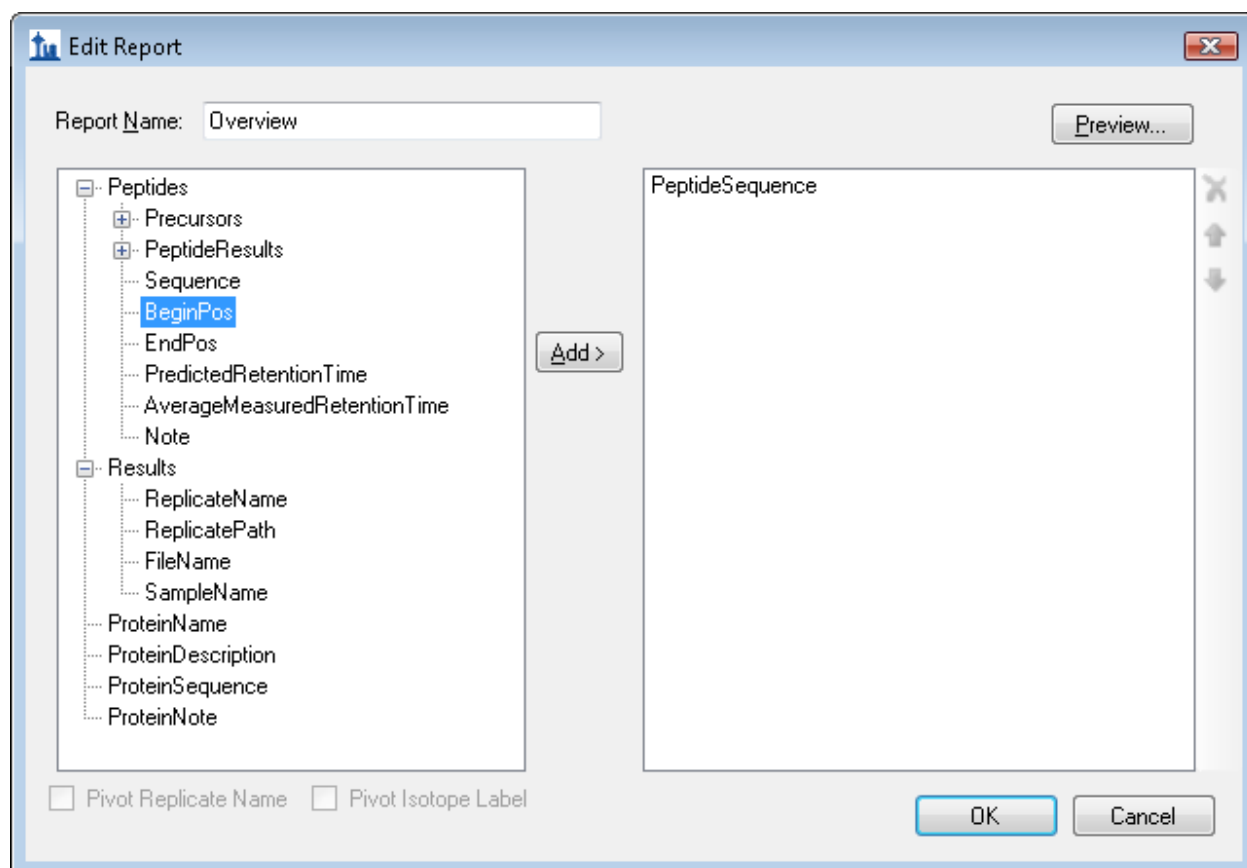 Edit Report
Report Name: Overview
Preview...
Peptides
Precursors
PeptideResults
Sequence
BeginPos
EndPos
PredictedRetentionTime
AverageMeasuredRetentionTime
Note
Results
ReplicateName
ReplicatePath
FileName
SampleName
ProteinName
ProteinDescription
ProteinSequence
ProteinNote
Add >
PeptideSequence
Pivot Replicate Name Pivot Isotope Label
OK Cancel